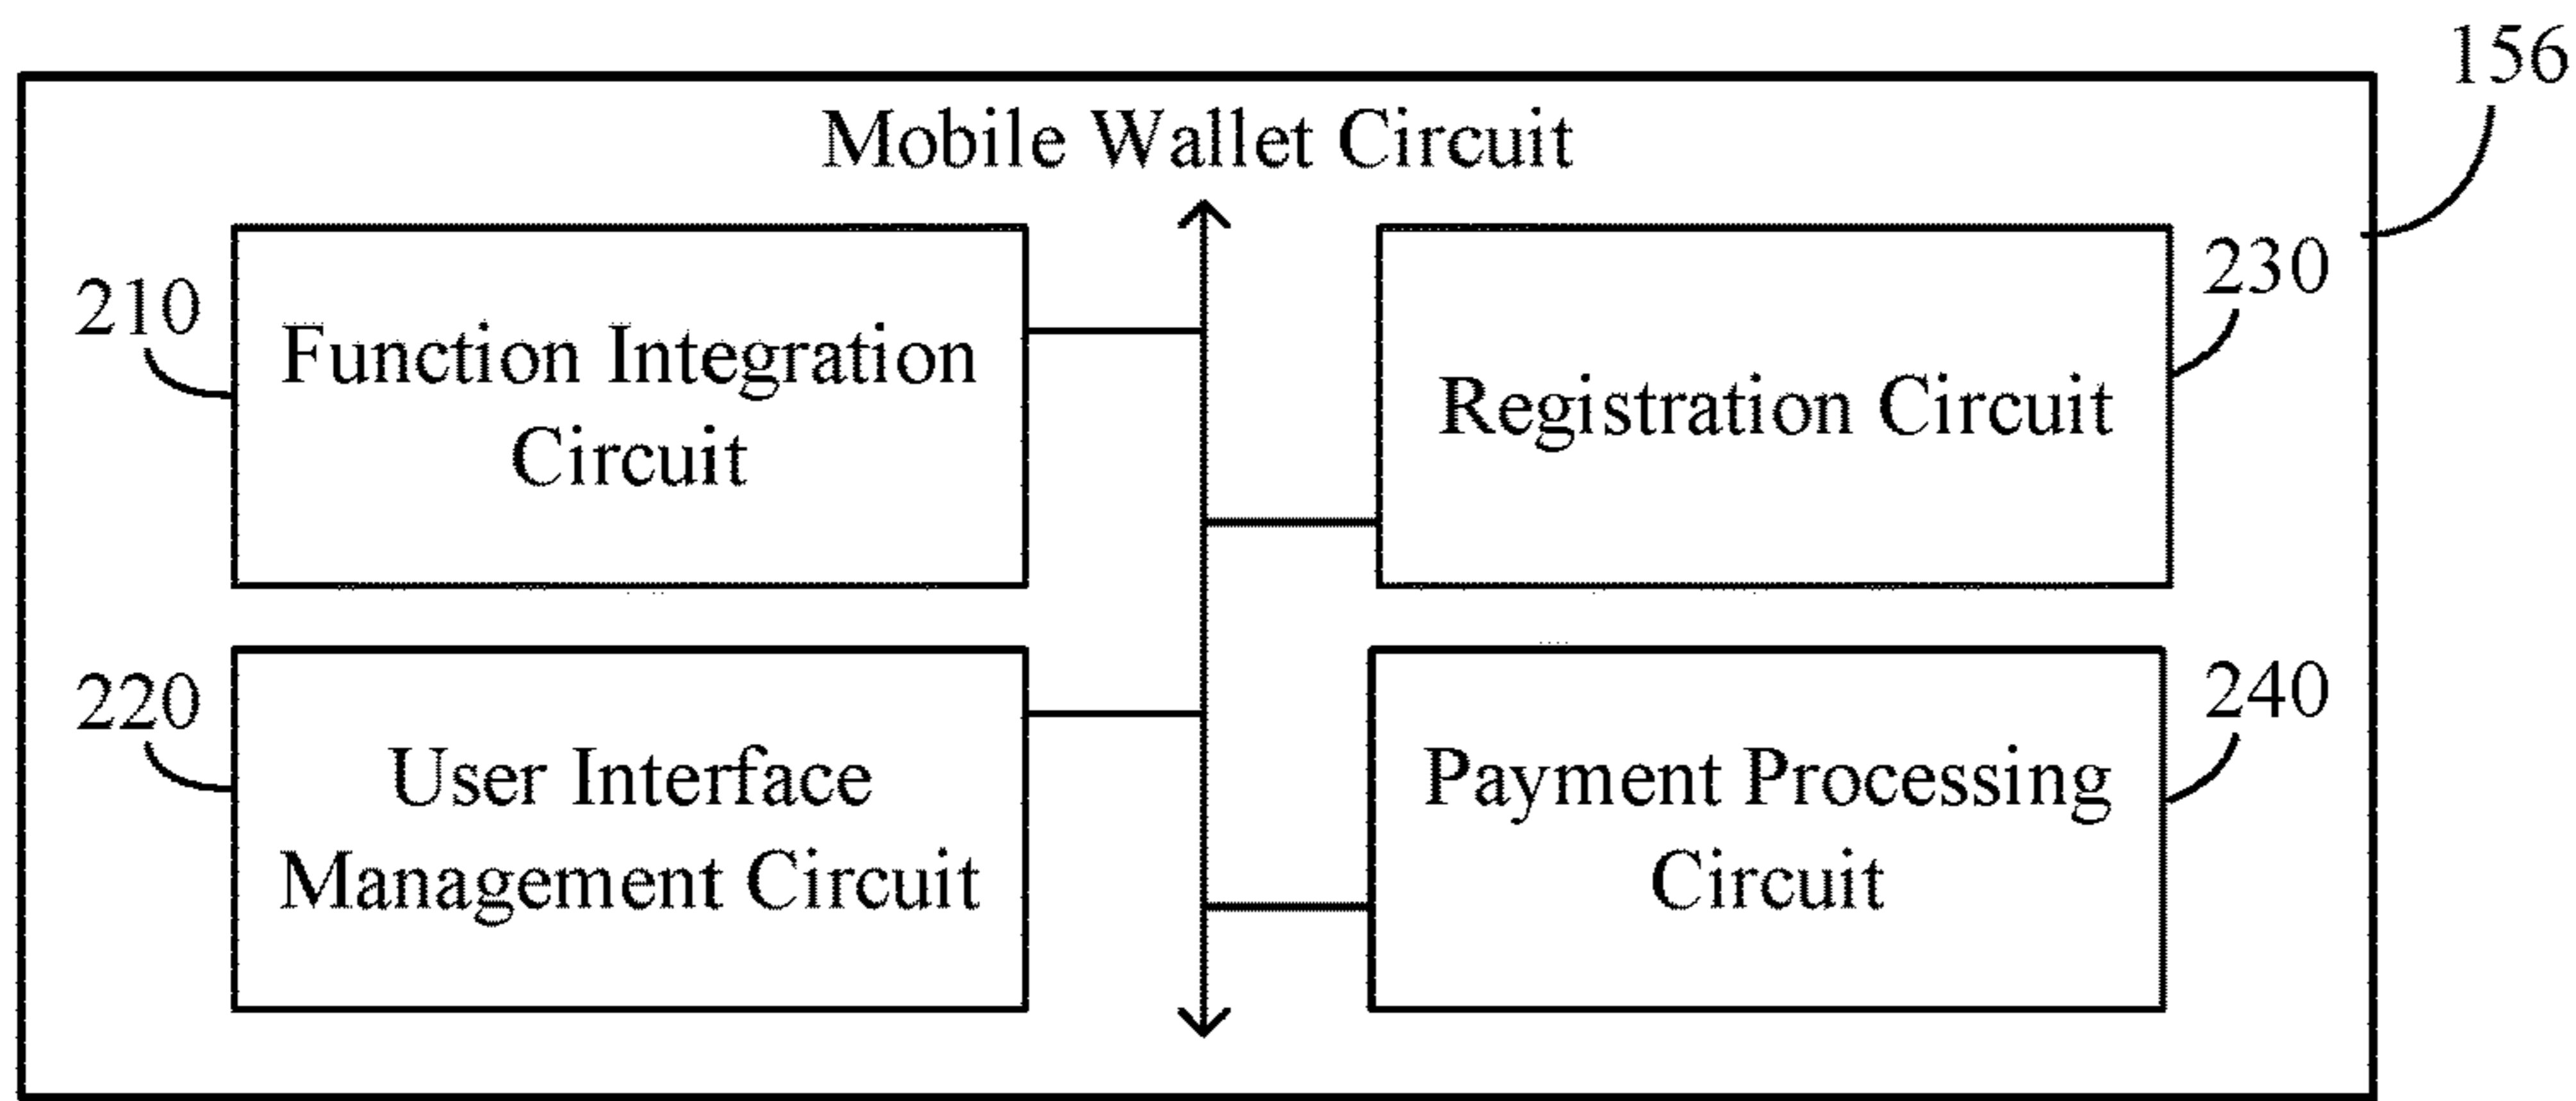 156
Mobile Wallet Circuit
210
Function Integration
Circuit
230
Registration Circuit
220
User Interface
Management Circuit
240
Payment Processing
Circuit